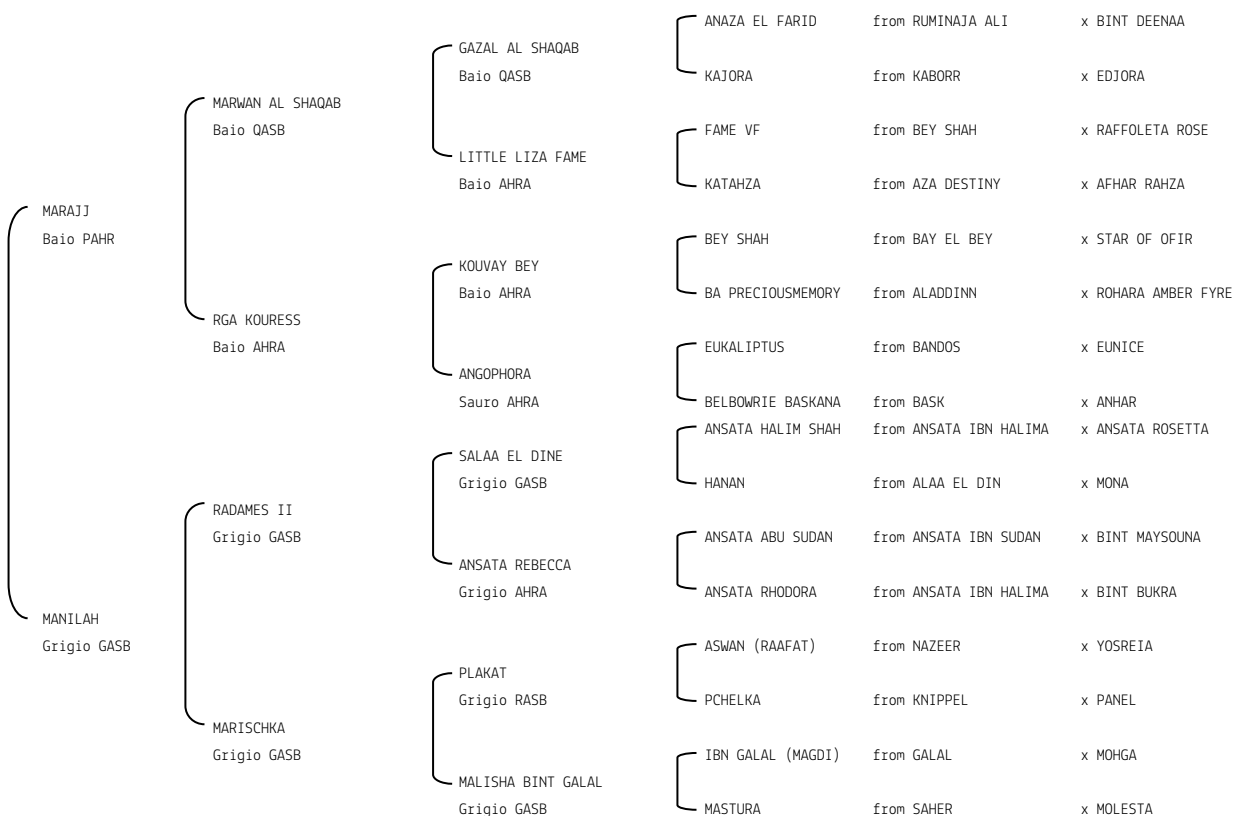 ANAZA EL FARID from RUMINAJA ALI x BINT DEENAA
GAZAL AL SHAQAB
Baio QASB KAJORA from KABORR x EDJORA
MARWAN AL SHAQAB
Baio QASB FAME VF from BEY SHAH x RAFFOLETA ROSE
LITTLE LIZA FAME
Baio AHRA KATAHZA from AZA DESTINY x AFHAR RAHZA
MARAJJ
Baio PAHR BEY SHAH from BAY EL BEY x STAR OF OFIR
KOUVAY BEY
Baio AHRA BA PRECIOUSMEMORY from ALADDINN x ROHARA AMBER FYRE
RGA KOURESS
Baio AHRA EUKALIPTUS from BANDOS x EUNICE
ANGOPHORA
Sauro AHRA BELBOWRIE BASKANA from BASK x ANHAR
ANSATA HALIM SHAH from ANSATA IBN HALIMA x ANSATA ROSETTA
SALAA EL DINE
Grigio GASB HANAN from ALAA EL DIN x MONA
RADAMES II
Grigio GASB ANSATA ABU SUDAN from ANSATA IBN SUDAN x BINT MAYSOUNA
ANSATA REBECCA
Grigio AHRA ANSATA RHODORA from ANSATA IBN HALIMA x BINT BUKRA
MANILAH
Grigio GASB ASWAN (RAAFAT) from NAZEER x YOSREIA
PLAKAT
Grigio RASB PCHELKA from KNIPPEL x PANEL
MARISCHKA
Grigio GASB IBN GALAL (MAGDI) from GALAL x MOHGA
MALISHA BINT GALAL
Grigio GASB MASTURA from SAHER x MOLESTA